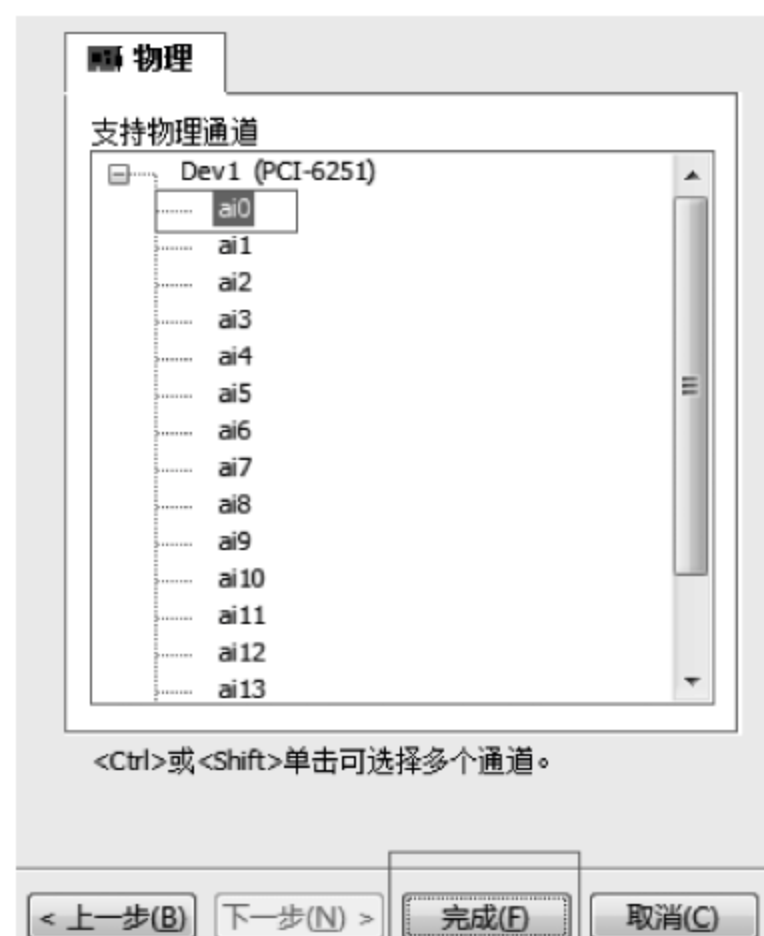 物理
支持物理通道
Dev1 (PCI-6251)
ai0
ai1
ai2
ai3
ai4
ai5
ai6
ai7
ai8
ai9
ai10
ai11
ai12
ai13
<Ctrl>或<Shift>单击可选择多个通道。
< 上一步(B) 下一步(N) > 完成(F) 取消(C)